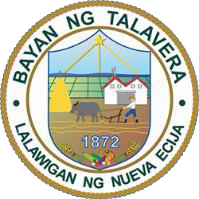 BAYAN NG TALAVERA
1872
LALAWIGAN NG NUEVA ECIJA